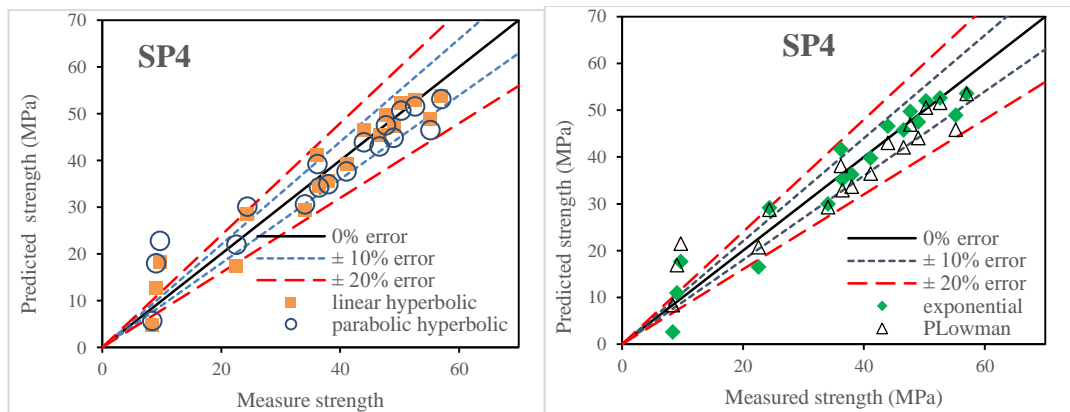 SP4
Predicted strength (MPa)
70
60
50
40
30
20
10
0
0% error
± 10% error
± 20% error
linear hyperbolic
parabolic hyperbolic
0
20
40
60
Measure strength
SP4
Predicted strength (MPa)
70
60
50
40
30
20
10
0
0% error
± 10% error
± 20% error
exponential
PLowman
0
20
40
60
Measured strength (MPa)